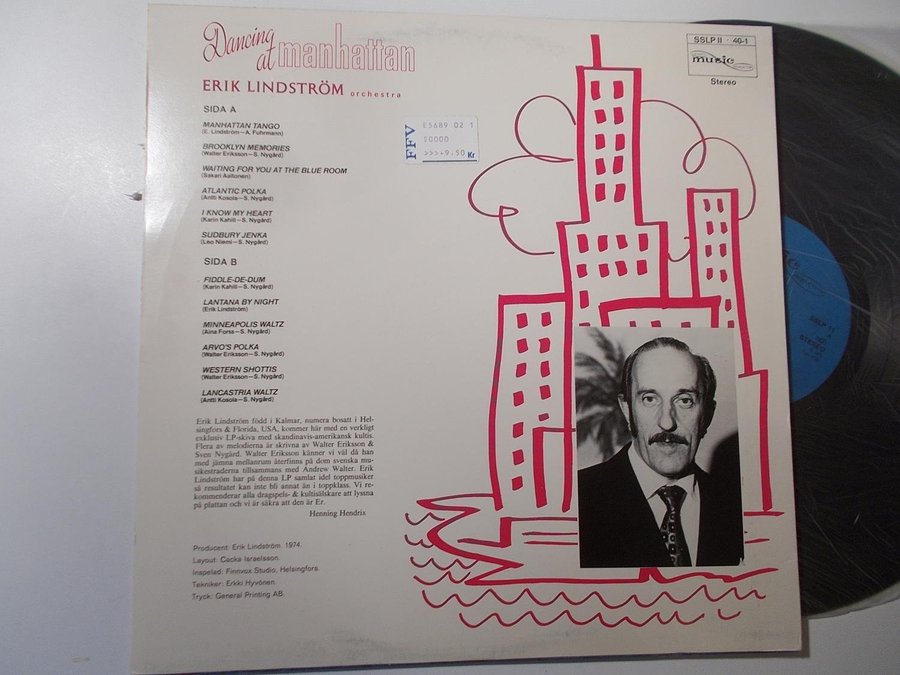 Dancing
at manhattan
ERIK LINDSTRÖM orchestra
SIDA A
MANHATTAN TANGO
(E. Lindström—A. Fuhrmann)
BROOKLYN MEMORIES
(Walter Eriksson—S. Nygård)
WAITING FOR YOU AT THE BLUE ROOM
(Sakari Aaltonen)
ATLANTIC POLKA
(Antti Kosola—S. Nygård)
I KNOW MY HEART
(Karin Kahill—S. Nygård)
SUDBURY JENKA
(Leo Niemi—S. Nygård)
SIDA B
FIDDLE-DE-DUM
(Karin Kahill—S. Nygård)
LANTANA BY NIGHT
(Erik Lindström)
MINNEAPOLIS WALTZ
(Aina Forss—S. Nygård)
ARVO'S POLKA
(Walter Eriksson—S. Nygård)
WESTERN SHOTTIS
(Walter Eriksson—S. Nygård)
LANCASTRIA WALTZ
(Antti Kosola—S. Nygård)
Erik Lindström född i Kalmar, numera bosatt i Hel-
singfors & Florida, USA, kommer här med en verkligt
exklusiv LP-skiva med skandinavis-amerikansk kultis.
Flera av melodierna är skrivna av Walter Eriksson &
Sven Nygård. Walter Eriksson känner vi väl då han
med jämna mellanrum återfinns på dom svenska mu-
sikestraderna tillsammans med Andrew Walter. Erik
Lindström har på denna LP samlat idel toppmusiker
så resultatet kan inte bli annat än i toppklass. Vi re-
kommenderar alla dragspels- & kultisälskare att lyssna
på plattan och vi är säkra att den är Er.
Henning Hendrix
Producent: Erik Lindström. 1974.
Layout: Cacka Israelsson.
Inspelad: Finnvox Studio, Helsingfors.
Tekniker: Erkki Hyvönen.
Tryck: General Printing AB.
FFV
E5689 02 1
>>>+9.50 Kr
SSLP II · 40-1
music
Stereo
SSLP 11
STEREO